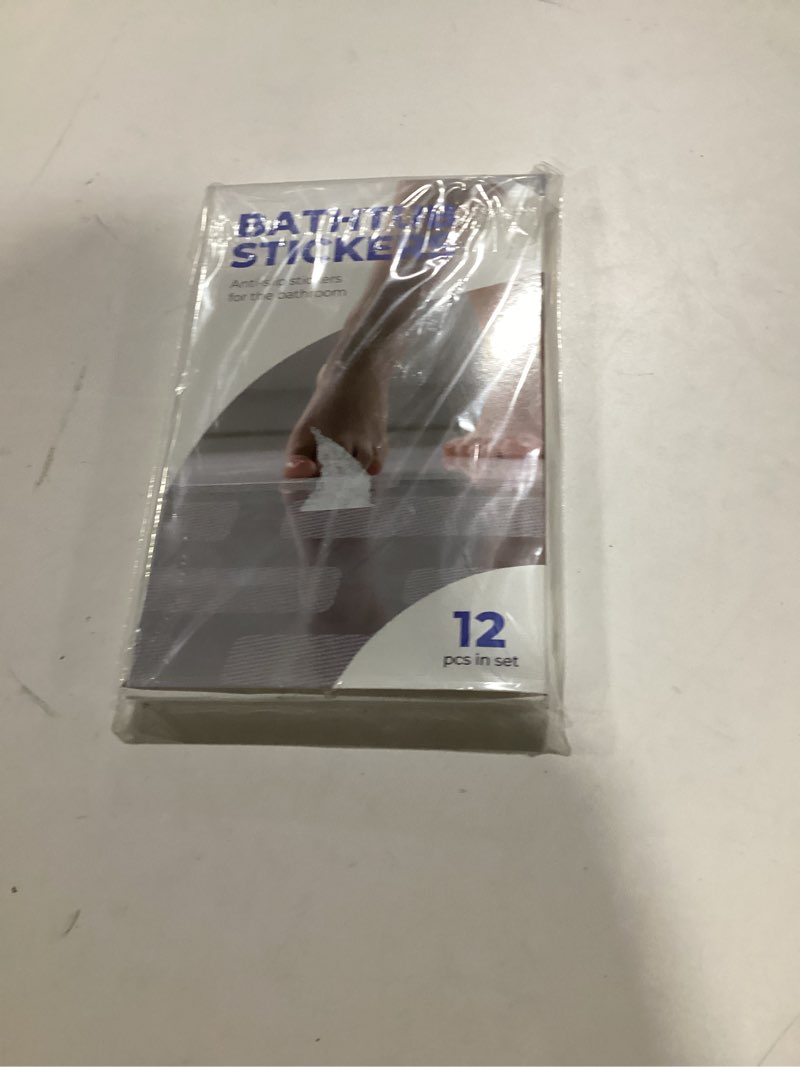 BATHTUB
STICKERS
Anti-slip stickers
for the bathroom
12
pcs in set